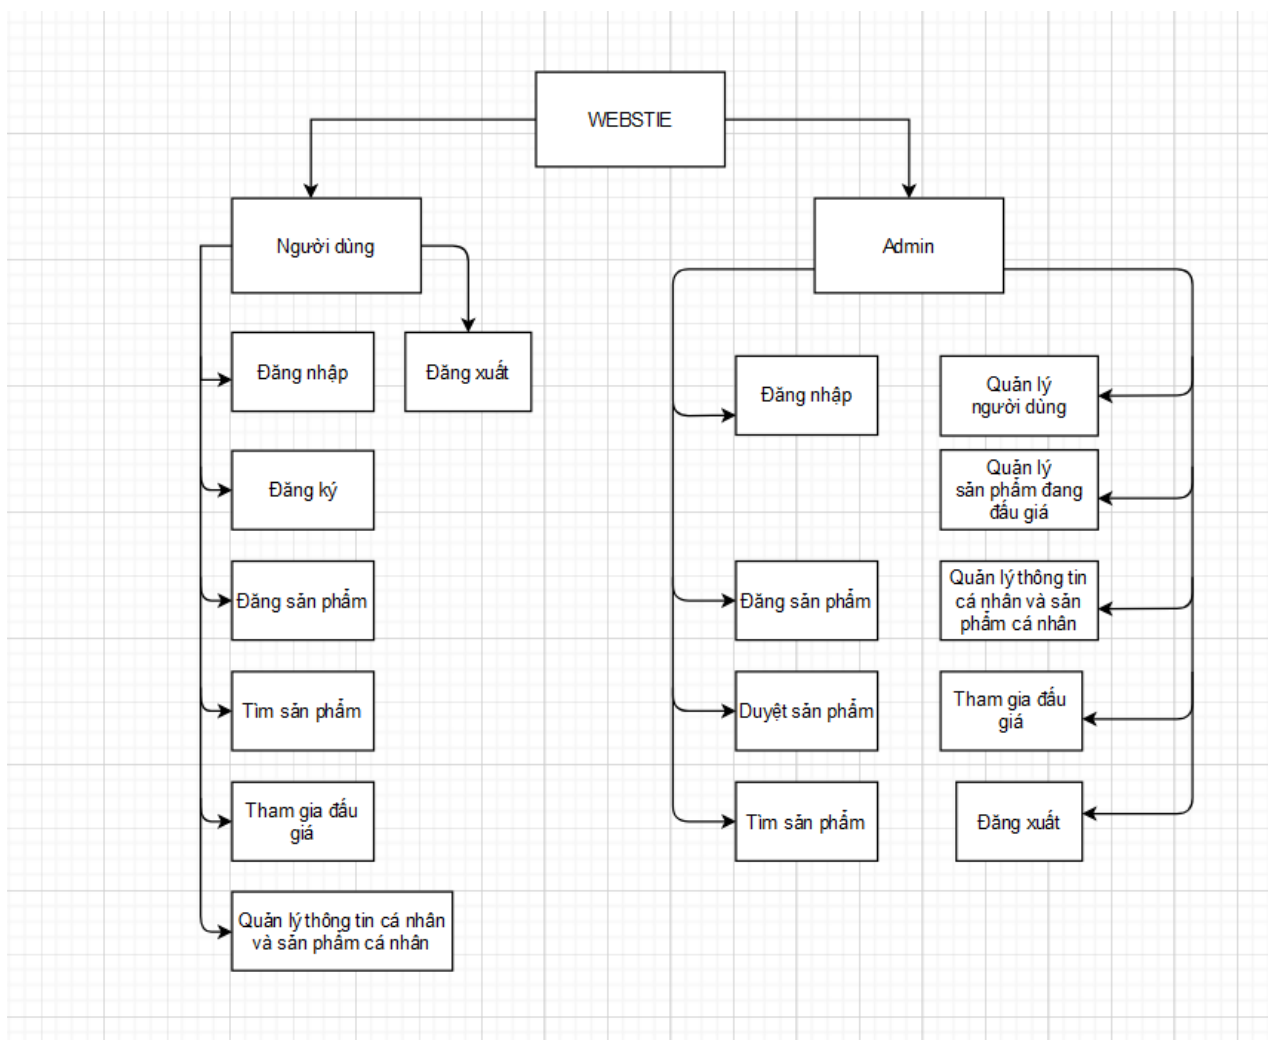 WEBSTIE
Người dùng
Admin
Đăng nhập
Đăng xuất
Đăng ký
Đăng sản phẩm
Tìm sản phẩm
Tham gia đấu
giá
Quản lý thông tin cá nhân
và sản phẩm cá nhân
Đăng nhập
Đăng sản phẩm
Duyệt sản phẩm
Tìm sản phẩm
Quản lý
người dùng
Quản lý
sản phẩm đang
đấu giá
Quản lý thông tin
cá nhân và sản
phẩm cá nhân
Tham gia đấu
giá
Đăng xuất